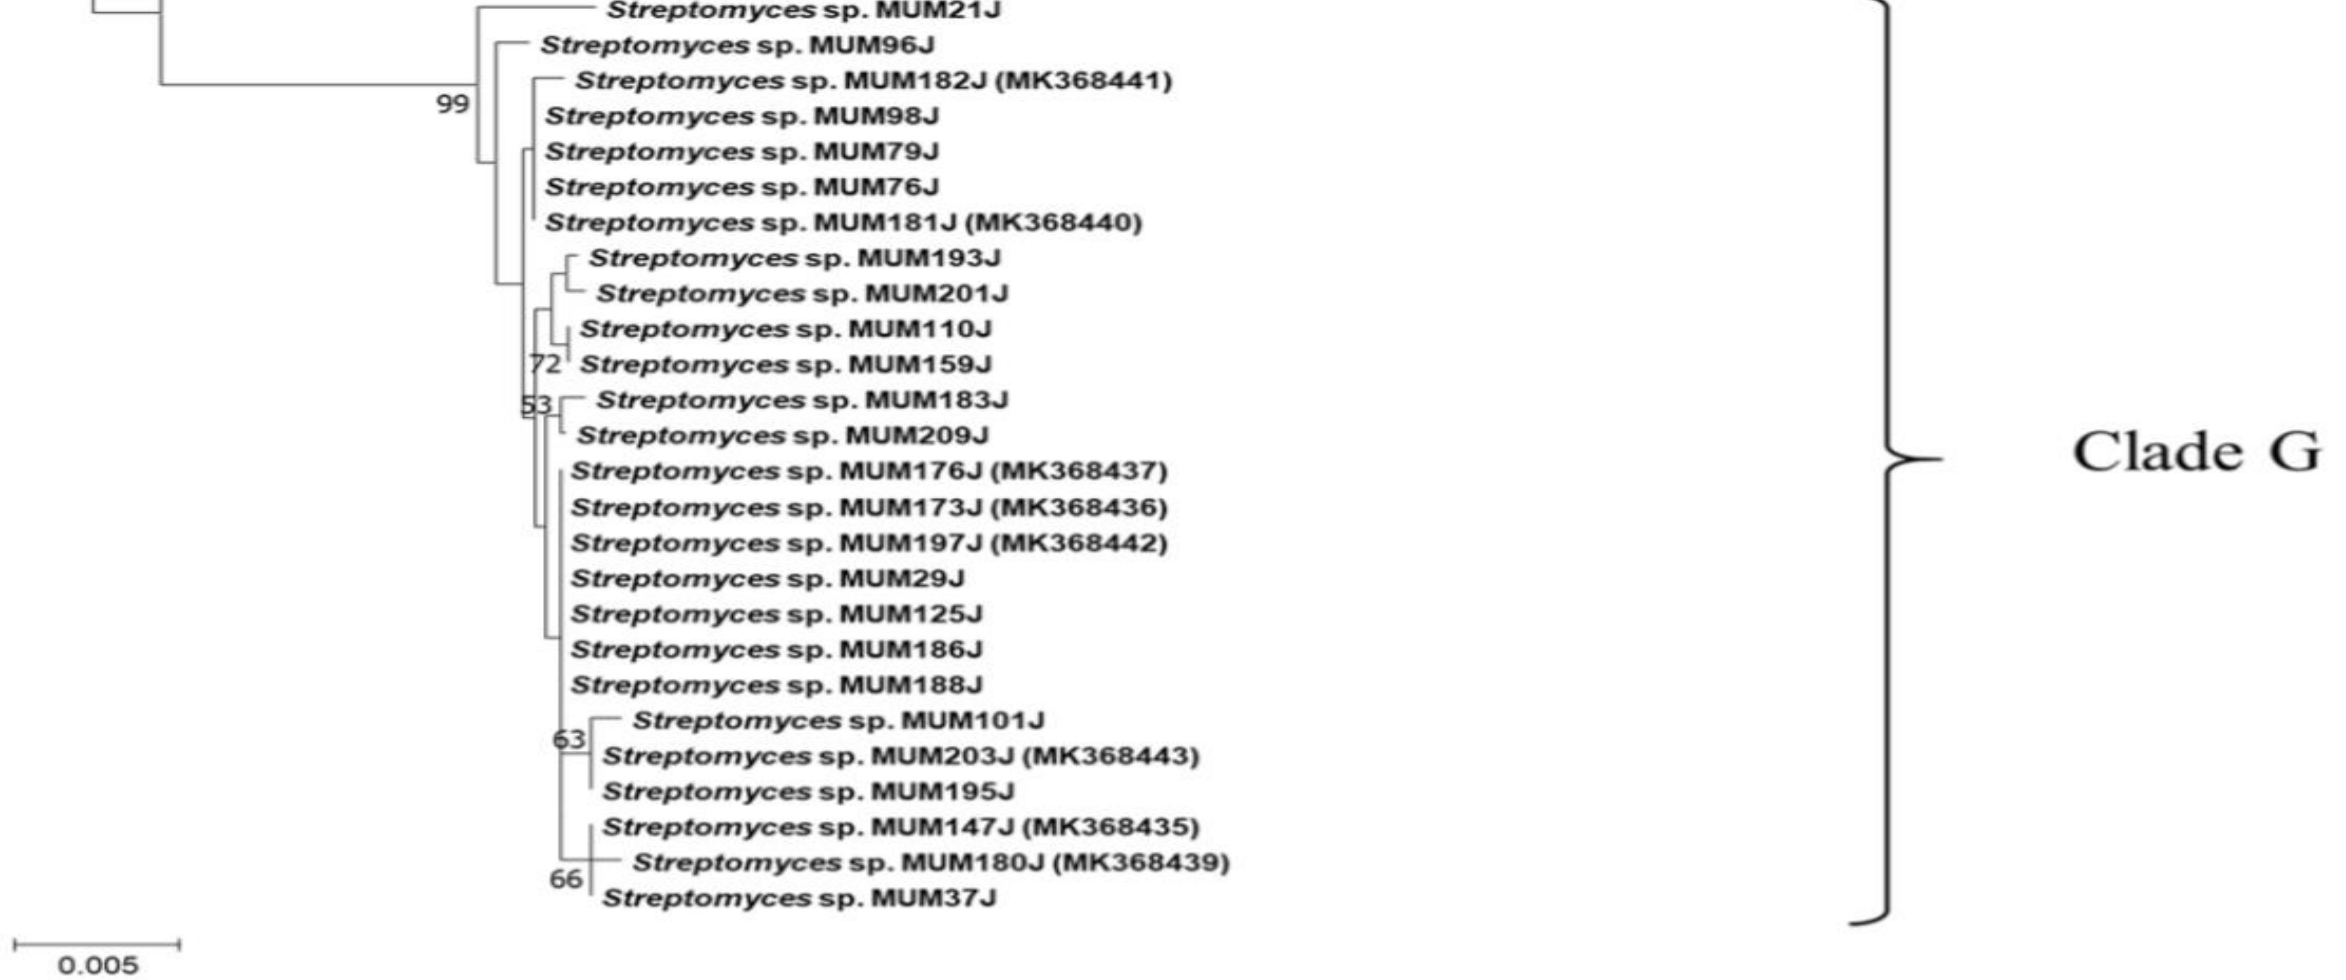 Streptomyces sp. MUM21J
Streptomyces sp. MUM96J
Streptomyces sp. MUM182J (MK368441)
99
Streptomyces sp. MUM98J
Streptomyces sp. MUM79J
Streptomyces sp. MUM76J
Streptomyces sp. MUM181J (MK368440)
Streptomyces sp. MUM193J
Streptomyces sp. MUM201J
Streptomyces sp. MUM110J
72 Streptomyces sp. MUM159J
53 Streptomyces sp. MUM183J
Streptomyces sp. MUM209J
Clade G
Streptomyces sp. MUM176J (MK368437)
Streptomyces sp. MUM173J (MK368436)
Streptomyces sp. MUM197J (MK368442)
Streptomyces sp. MUM29J
Streptomyces sp. MUM125J
Streptomyces sp. MUM186J
Streptomyces sp. MUM188J
Streptomyces sp. MUM101J
63
Streptomyces sp. MUM203J (MK368443)
Streptomyces sp. MUM195J
Streptomyces sp. MUM147J (MK368435)
Streptomyces sp. MUM180J (MK368439)
66
Streptomyces sp. MUM37J
0.005